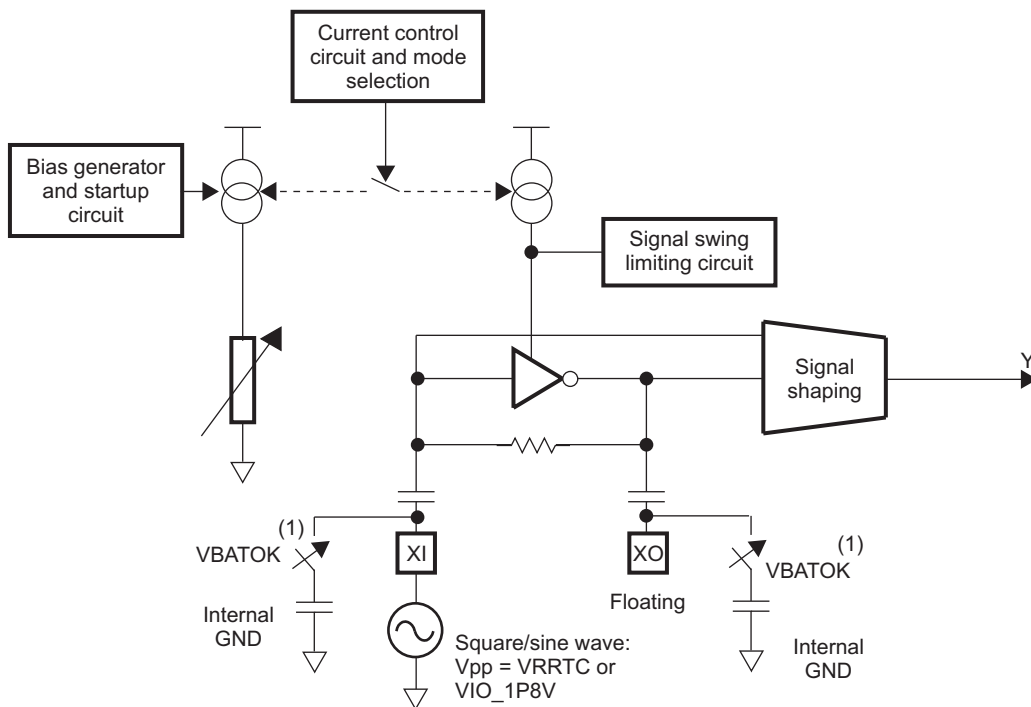 Current control
circuit and mode
selection
Bias generator
and startup
circuit
Signal swing
limiting circuit
Signal
shaping
Y
(1)
VBATOK
XI
XO
(1)
VBATOK
Floating
Internal
GND
Square/sine wave:
Vpp = VRRTC or
VIO_1P8V
Internal
GND